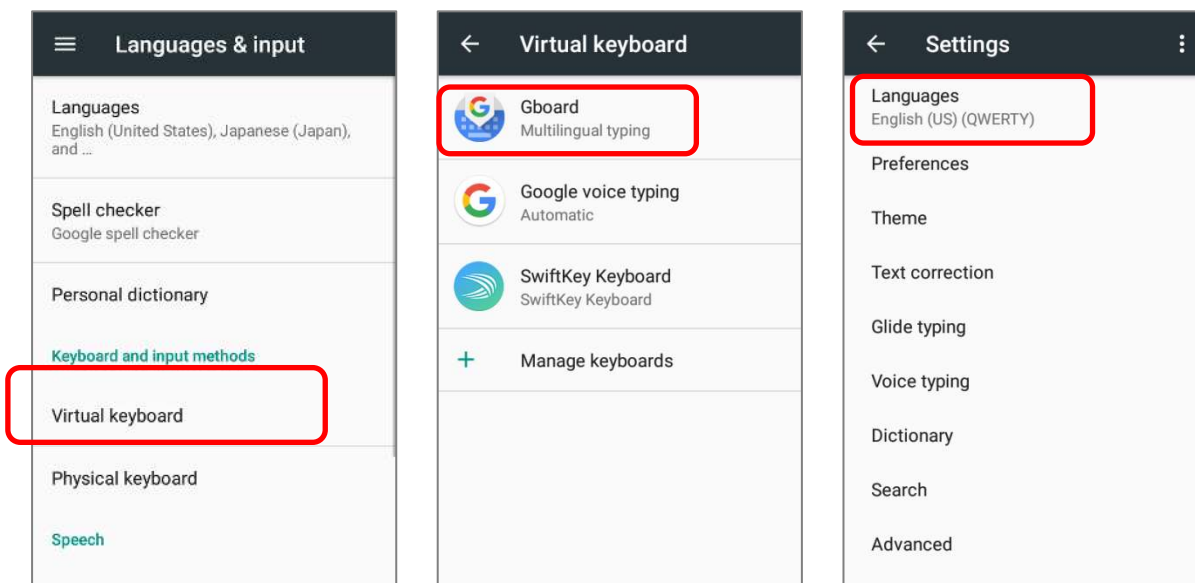 Languages & input
Languages
English (United States), Japanese (Japan),
and ...
Spell checker
Google spell checker
Personal dictionary
Keyboard and input methods
Virtual keyboard
Physical keyboard
Speech
Virtual keyboard
Gboard
Multilingual typing
Google voice typing
Automatic
SwiftKey Keyboard
SwiftKey Keyboard
Manage keyboards
Settings
Languages
English (US) (QWERTY)
Preferences
Theme
Text correction
Glide typing
Voice typing
Dictionary
Search
Advanced